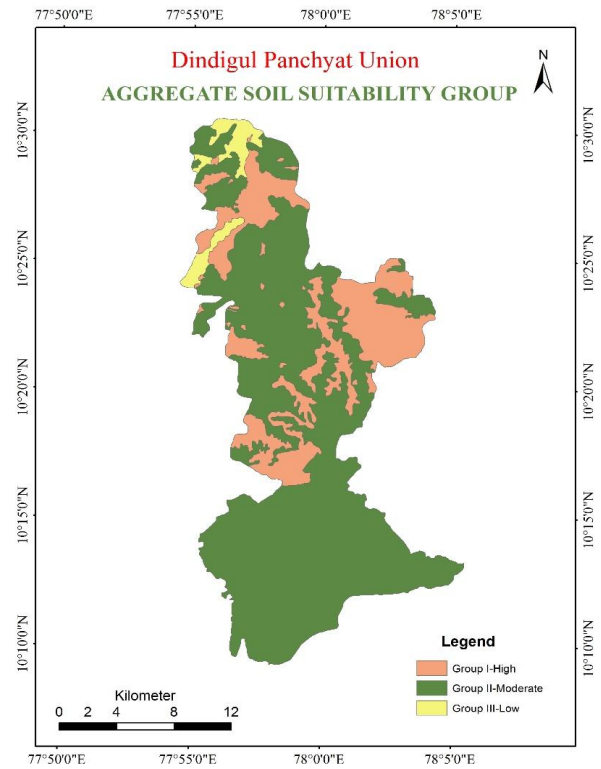 77°50'0"E 77°55'0"E 78°0'0"E 78°5'0"E
Dindigul Panchyat Union
AGGREGATE SOIL SUITABILITY GROUP
N
10°30'0"N 10°30'0"N
10°25'0"N 10°25'0"N
10°20'0"N 10°20'0"N
10°15'0"N 10°15'0"N
10°10'0"N 10°10'0"N
Legend
Group I-High
Group II-Moderate
Group III-Low
Kilometer
0 2 4 8 12
77°50'0"E 77°55'0"E 78°0'0"E 78°5'0"E